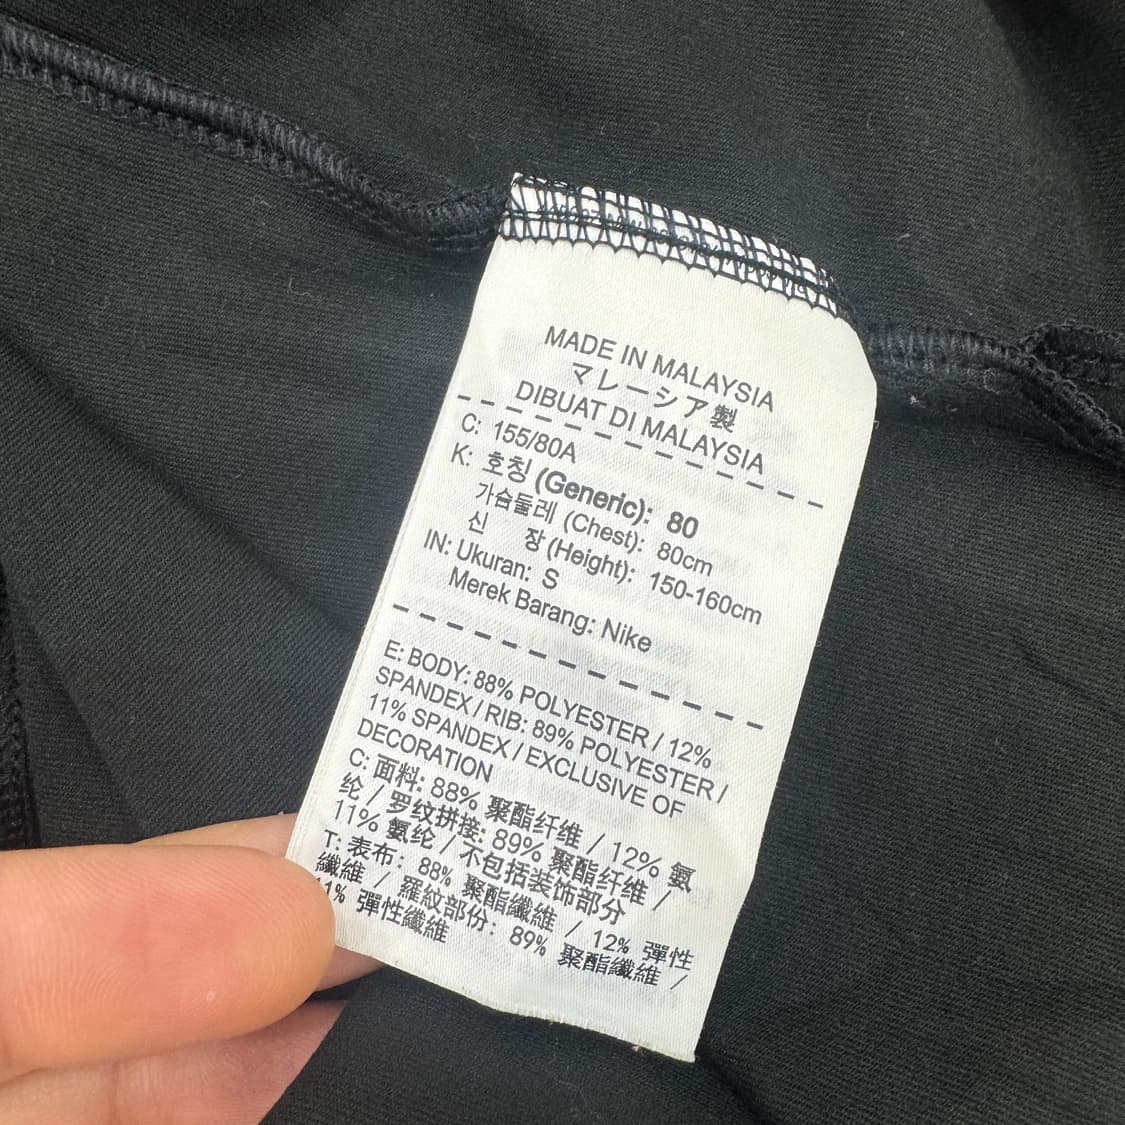 MADE IN MALAYSIA
マレーシア製
DIBUAT DI MALAYSIA
C: 155/80A
K: 호칭 (Generic): 80
가슴둘레 (Chest): 80cm
신 장 (Height): 150-160cm
IN: Ukuran: S
Merek Barang: Nike
E: BODY: 88% POLYESTER / 12%
SPANDEX / RIB: 89% POLYESTER /
11% SPANDEX / EXCLUSIVE OF
DECORATION
C: 面料: 88% 聚酯纤维 / 12% 氨
纶 / 罗纹拼接: 89% 聚酯纤维 /
11% 氨纶 / 不包括装饰部分
T: 表布: 88% 聚酯纖維 / 12% 彈性
纖維 / 羅紋部份: 89% 聚酯纖維 /
11% 彈性纖維